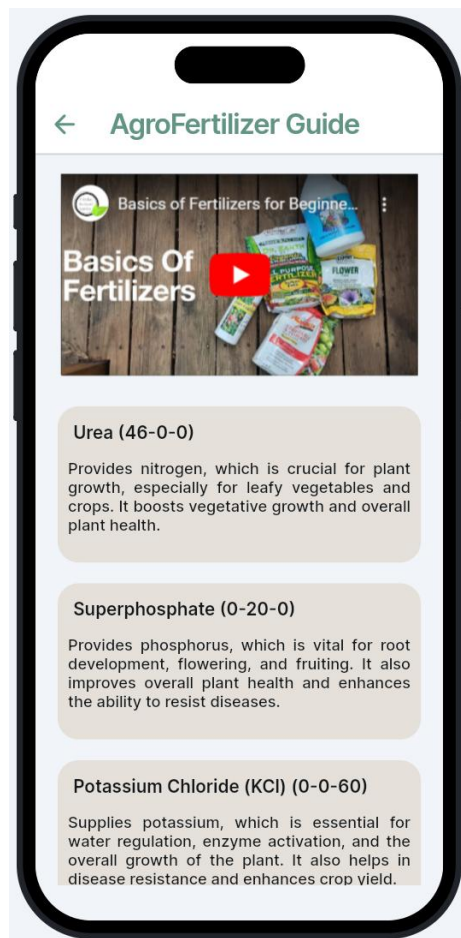 AgroFertilizer Guide
Basics of Fertilizers for Beginne...
Basics Of
Fertilizers
FLOWER
Urea (46-0-0)
Provides nitrogen, which is crucial for plant
growth, especially for leafy vegetables and
crops. It boosts vegetative growth and overall
plant health.
Superphosphate (0-20-0)
Provides phosphorus, which is vital for root
development, flowering, and fruiting. It also
improves overall plant health and enhances
the ability to resist diseases.
Potassium Chloride (KCl) (0-0-60)
Supplies potassium, which is essential for
water regulation, enzyme activation, and the
overall growth of the plant. It also helps in
disease resistance and enhances crop yield.